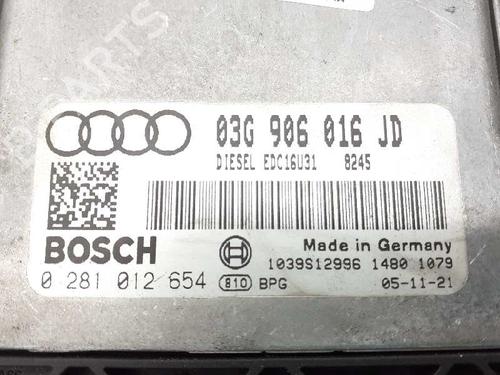 03G 906 016 JD
DIESEL EDC16U31 8245
BOSCH
Made in Germany
0 281 012 654
1039S12996 1480 1079
810 BPG 05-11-21
PARTS